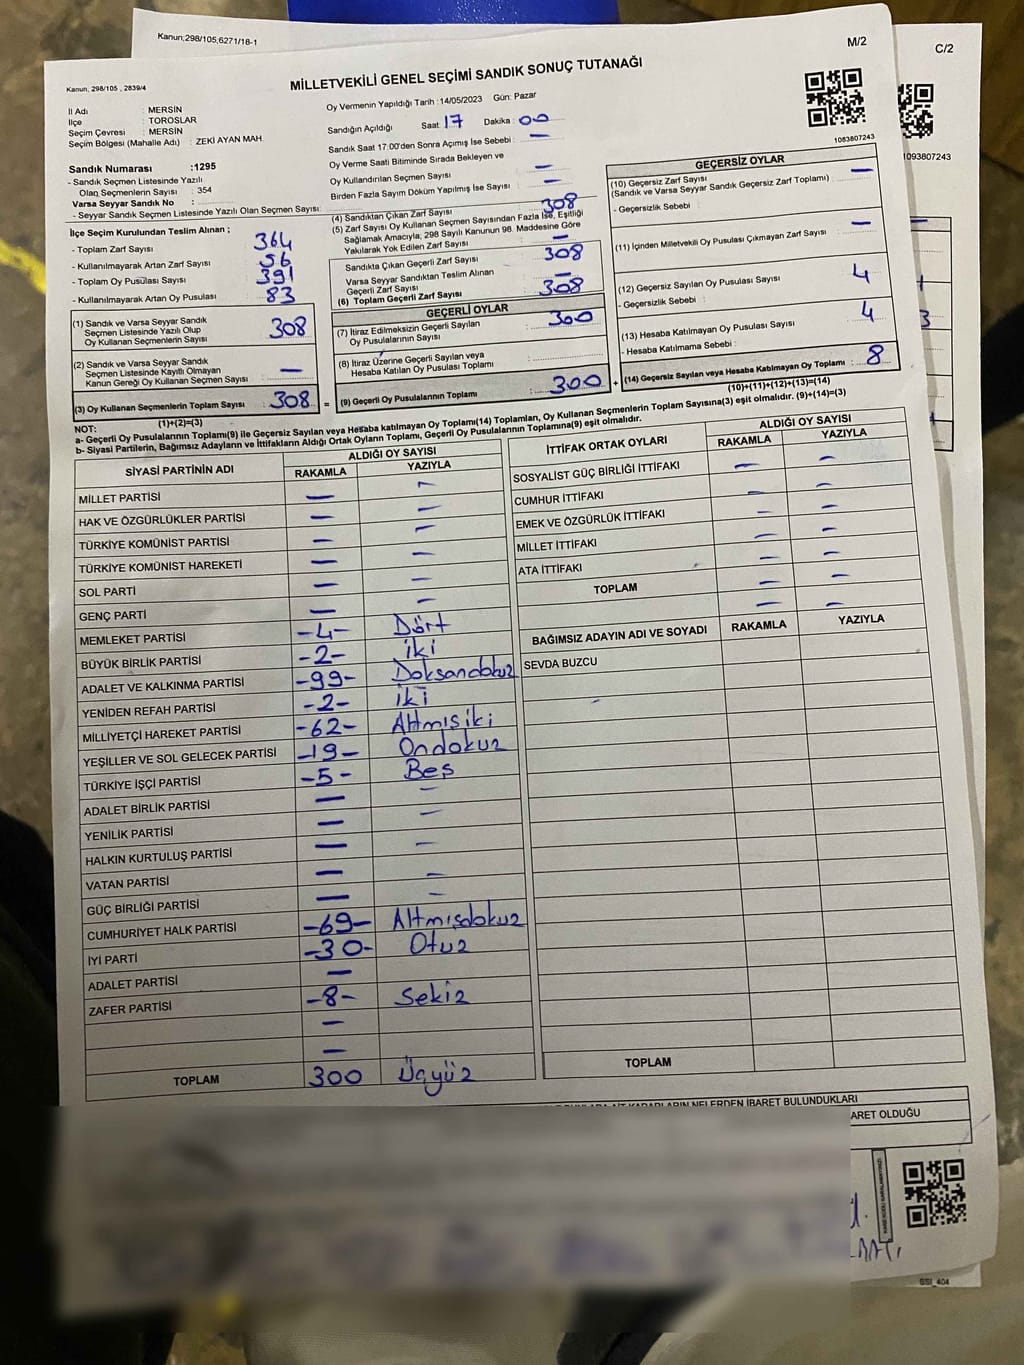 Kanun;298/105,6271/18-1
C/2
1093807243
Kanun; 298/105 , 2839/4
MİLLETVEKİLİ GENEL SEÇİMİ SANDIK SONUÇ TUTANAĞI
M/2
1083807243
İl Adı : MERSİN
İlçe : TOROSLAR
Seçim Çevresi : MERSİN
Seçim Bölgesi (Mahalle Adı) : ZEKİ AYAN MAH
Sandık Numarası :1295
- Sandık Seçmen Listesinde Yazılı Olan Seçmenlerin Sayısı : 354
Varsa Seyyar Sandık No :
- Seyyar Sandık Seçmen Listesinde Yazılı Olan Seçmen Sayısı:
Oy Vermenin Yapıldığı Tarih :14/05/2023 Gün: Pazar
Sandığın Açıldığı Saat :17 Dakika :00
Sandık Saat 17:00'den Sonra Açmış İse Sebebi : —
Oy Verme Saati Bitiminde Sırada Bekleyen ve
Oy Kullandırılan Seçmen Sayısı : —
Birden Fazla Sayım Döküm Yapılmış İse Sayısı : —
İlçe Seçim Kurulundan Teslim Alınan ;
- Toplam Zarf Sayısı : 364
- Kullanılmayarak Artan Zarf Sayısı : 56
- Toplam Oy Pusulası Sayısı : 391
- Kullanılmayarak Artan Oy Pusulası : 83
(1) Sandık ve Varsa Seyyar Sandık
Seçmen Listesinde Yazılı Olup
Oy Kullanan Seçmenlerin Sayısı : 308
(2) Sandık ve Varsa Seyyar Sandık
Seçmen Listesinde Kayıtlı Olmayan
Kanun Gereği Oy Kullanan Seçmen Sayısı : —
(3) Oy Kullanan Seçmenlerin Toplam Sayısı : 308 =
(1)+(2)=(3)
(4) Sandıktan Çıkan Zarf Sayısı : 308
(5) Zarf Sayısı Oy Kullanan Seçmen Sayısından Fazla İse, Eşitliği
Sağlamak Amacıyla, 298 Sayılı Kanunun 98. Maddesine Göre
Yakılarak Yok Edilen Zarf Sayısı : —
Sandıkta Çıkan Geçerli Zarf Sayısı : 308
Varsa Seyyar Sandıktan Teslim Alınan
Geçerli Zarf Sayısı : —
(6) Toplam Geçerli Zarf Sayısı : 308
GEÇERLİ OYLAR
(7) İtiraz Edilmeksizin Geçerli Sayılan
Oy Pusulalarının Sayısı : 300
(8) İtiraz Üzerine Geçerli Sayılan veya
Hesaba Katılan Oy Pusulası Toplamı :
(9) Geçerli Oy Pusulalarının Toplamı : 300 +
GEÇERSİZ OYLAR
(10) Geçersiz Zarf Sayısı : —
(Sandık ve Varsa Seyyar Sandık Geçersiz Zarf Toplamı)
- Geçersizlik Sebebi :
(11) İçinden Milletvekili Oy Pusulası Çıkmayan Zarf Sayısı : —
(12) Geçersiz Sayılan Oy Pusulası Sayısı : 4
- Geçersizlik Sebebi :
(13) Hesaba Katılmayan Oy Pusulası Sayısı : 4
- Hesaba Katılmama Sebebi :
(14) Geçersiz Sayılan veya Hesaba Katılmayan Oy Toplamı : 8
(10)+(11)+(12)+(13)=(14)
NOT:
a- Geçerli Oy Pusulalarının Toplamı(9) ile Geçersiz Sayılan veya Hesaba katılmayan Oy Toplamı(14) Toplamları, Oy Kullanan Seçmenlerin Toplam Sayısına(3) eşit olmalıdır. (9)+(14)=(3)
b- Siyasi Partilerin, Bağımsız Adayların ve İttifakların Aldığı Ortak Oyların Toplamı, Geçerli Oy Pusulalarının Toplamına(9) eşit olmalıdır.
SİYASİ PARTİNİN ADI ALDIĞI OY SAYISI
RAKAMLA YAZIYLA
MİLLET PARTİSİ — —
HAK VE ÖZGÜRLÜKLER PARTİSİ — —
TÜRKİYE KOMÜNİST PARTİSİ — —
TÜRKİYE KOMÜNİST HAREKETİ — —
SOL PARTİ — —
GENÇ PARTİ — —
MEMLEKET PARTİSİ -4- Dört
BÜYÜK BİRLİK PARTİSİ -2- iki
ADALET VE KALKINMA PARTİSİ -99- Doksandokuz
YENİDEN REFAH PARTİSİ -2- iki
MİLLİYETÇİ HAREKET PARTİSİ -62- Altmışiki
YEŞİLLER VE SOL GELECEK PARTİSİ -19- Ondokuz
TÜRKİYE İŞÇİ PARTİSİ -5- Beş
ADALET BİRLİK PARTİSİ — —
YENİLİK PARTİSİ — —
HALKIN KURTULUŞ PARTİSİ — —
VATAN PARTİSİ — —
GÜÇ BİRLİĞİ PARTİSİ — —
CUMHURİYET HALK PARTİSİ -69- Altmışdokuz
İYİ PARTİ -30- Otuz
ADALET PARTİSİ —
ZAFER PARTİSİ -8- Sekiz
—
—
TOPLAM 300 Üçyüz
İTTİFAK ORTAK OYLARI ALDIĞI OY SAYISI
RAKAMLA YAZIYLA
SOSYALİST GÜÇ BİRLİĞİ İTTİFAKI — —
CUMHUR İTTİFAKI — —
EMEK VE ÖZGÜRLÜK İTTİFAKI — —
MİLLET İTTİFAKI — —
ATA İTTİFAKI — —
TOPLAM — —
BAĞIMSIZ ADAYIN ADI VE SOYADI RAKAMLA YAZIYLA
SEVDA BUZCU
TOPLAM
NELERDEN İBARET BULUNDUKLARI
ARET OLDUĞU
SSI_404